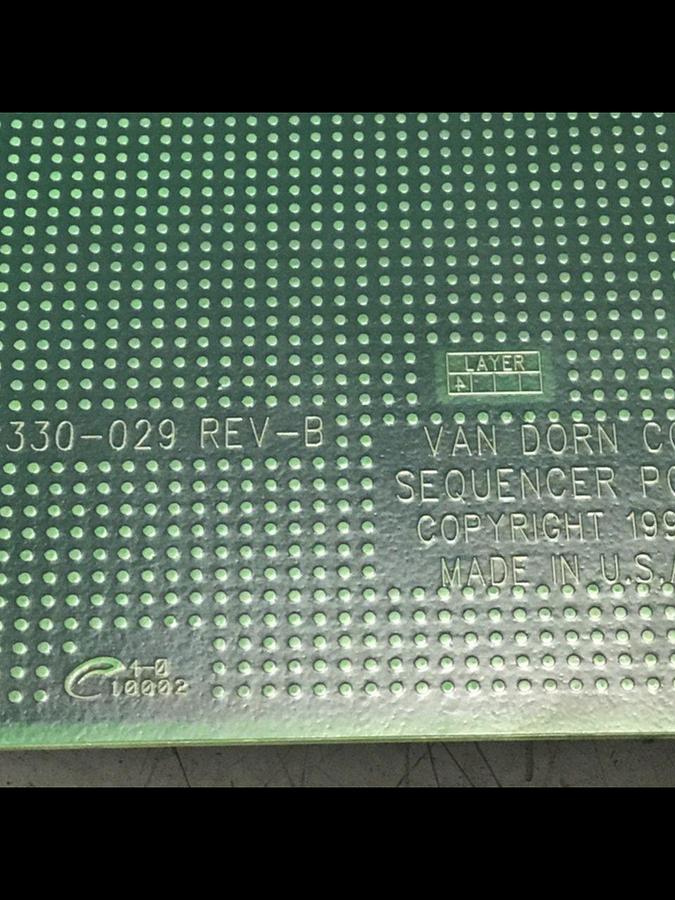 LAYER
4
330-029 REV-B
VAN DORN CO
SEQUENCER PC
COPYRIGHT 199
MADE IN U.S.A
4-0
10002